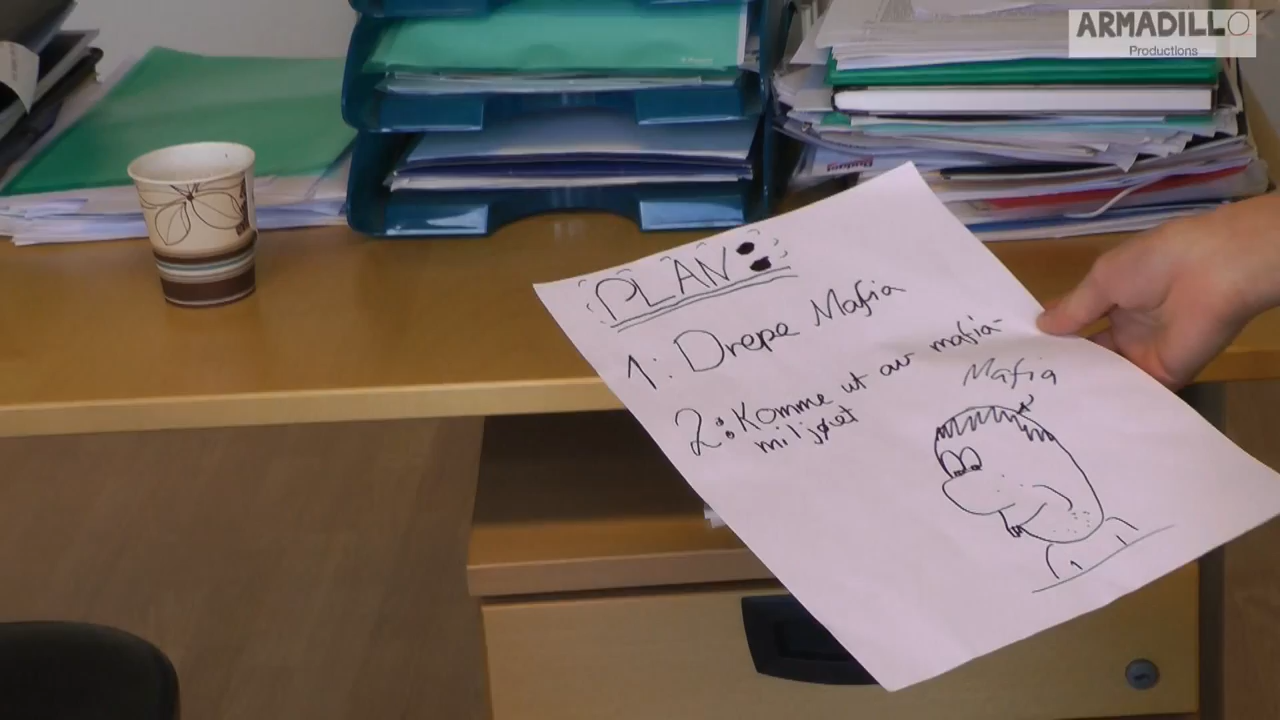 ARMADILLO
Productions
PLAN:
1: Drepe Mafia
2: Komme ut av mafia-
miljøet
Mafia